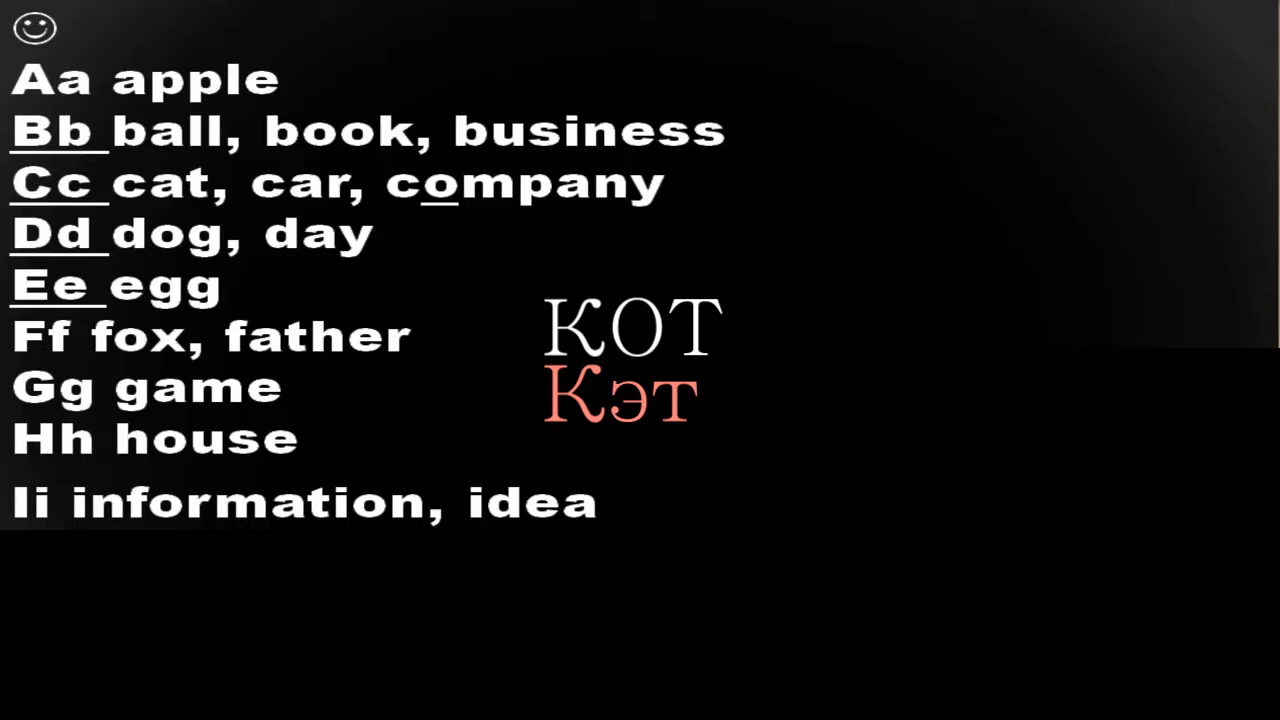 Aa apple
Bb ball, book, business
Cc cat, car, company
Dd dog, day
Ee egg
Ff fox, father
Gg game
Hh house
Ii information, idea
КОТ
Кэт